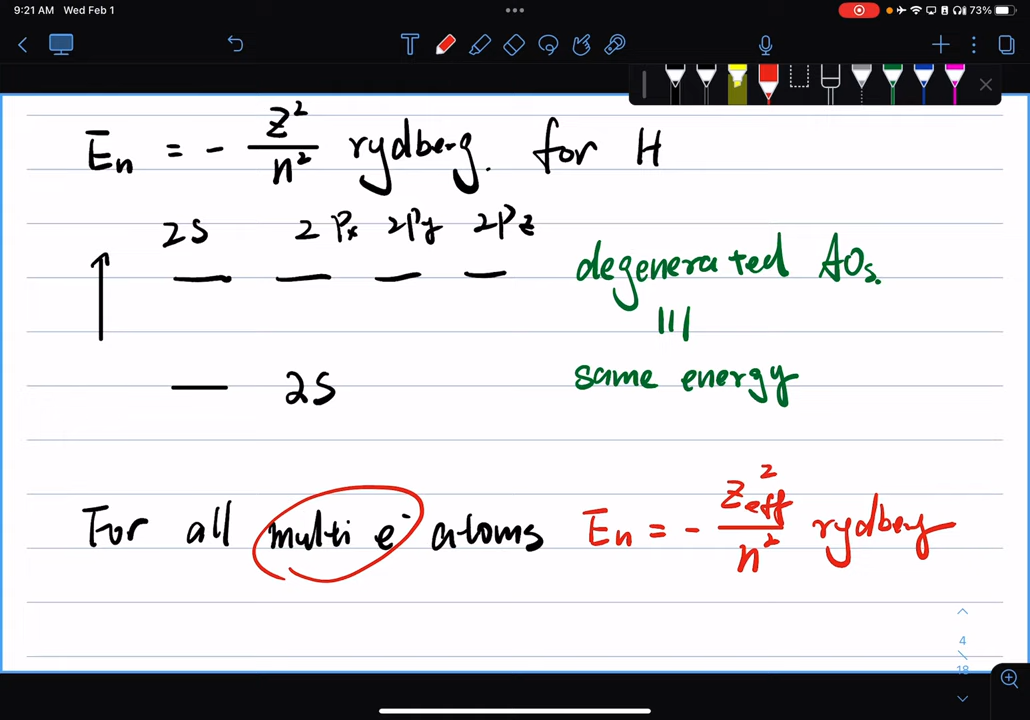 9:21 AM Wed Feb 1
73%
Eₙ = - Z²/n² rydberg. for H
2S 2Px 2Py 2Pz
degenerated AOs.
|||
same energy
2S
For all multi e⁻ atoms Eₙ = - Zeff²/n² rydberg
4
18